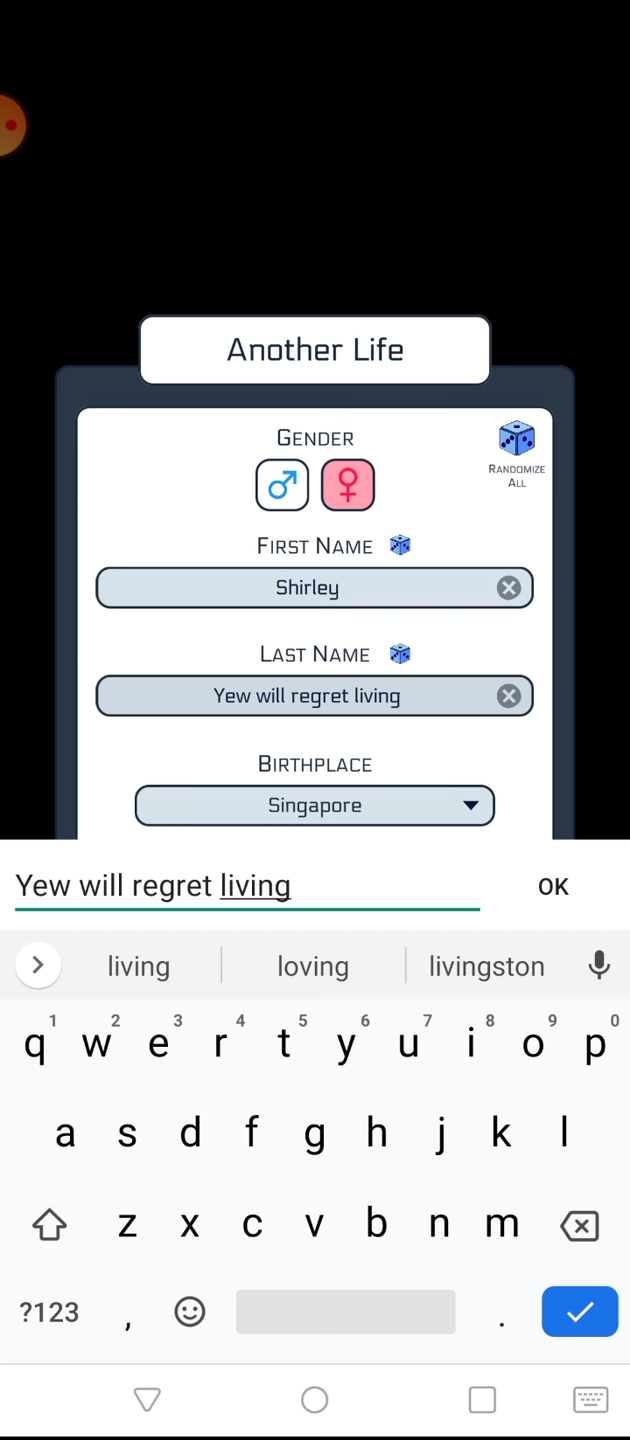 Another Life
GENDER
RANDOMIZE
ALL
FIRST NAME
Shirley
LAST NAME
Yew will regret living
BIRTHPLACE
Singapore
Yew will regret living OK
living loving livingston
1 2 3 4 5 6 7 8 9 0
q w e r t y u i o p
a s d f g h j k l
z x c v b n m
?123 , .